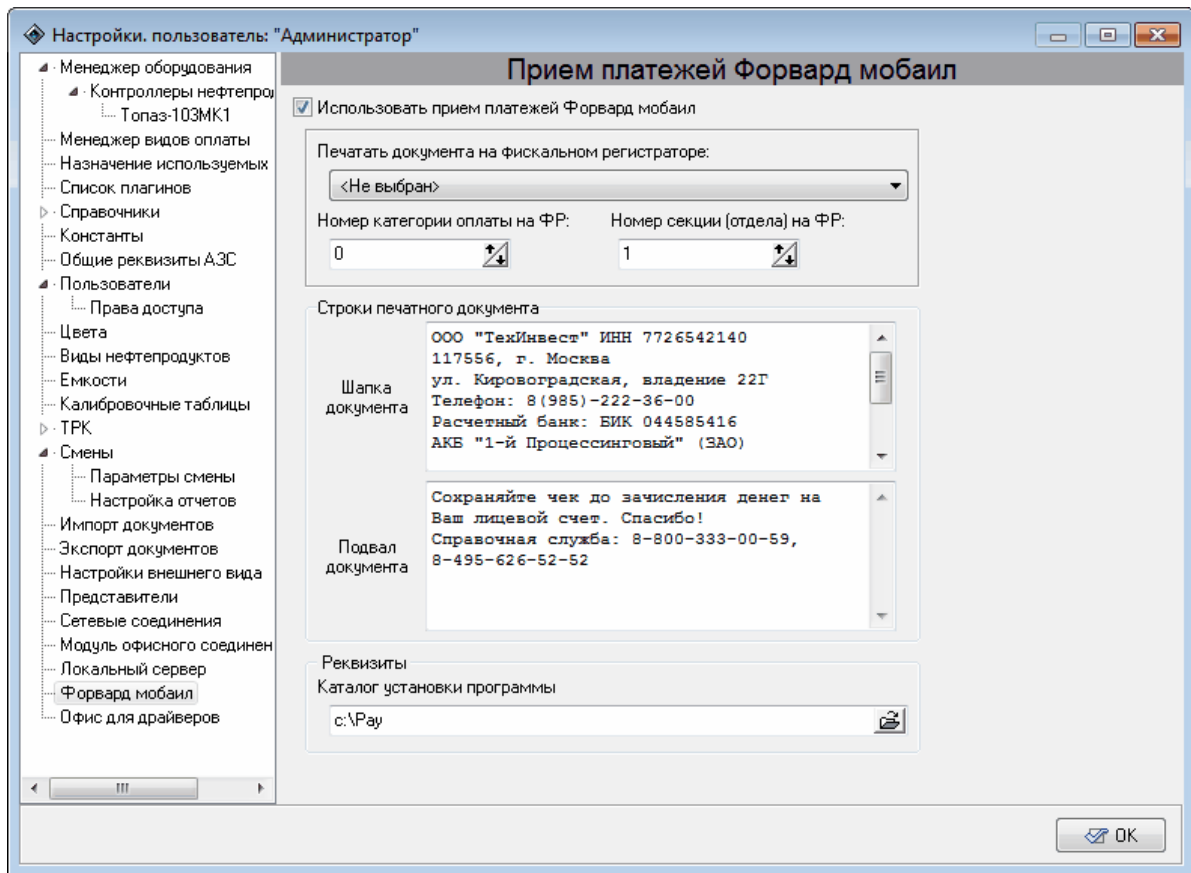 Настройки. пользователь: "Администратор"
Менеджер оборудования
Контроллеры нефтепрод
Топаз-103МК1
Менеджер видов оплаты
Назначение используемых
Список плагинов
Справочники
Константы
Общие реквизиты АЗС
Пользователи
Права доступа
Цвета
Виды нефтепродуктов
Емкости
Калибровочные таблицы
ТРК
Смены
Параметры смены
Настройка отчетов
Импорт документов
Экспорт документов
Настройки внешнего вида
Представители
Сетевые соединения
Модуль офисного соединен
Локальный сервер
Форвард мобаил
Офис для драйверов
Прием платежей Форвард мобаил
Использовать прием платежей Форвард мобаил
Печатать документа на фискальном регистраторе:
<Не выбран>
Номер категории оплаты на ФР: Номер секции (отдела) на ФР:
0 1
Строки печатного документа
Шапка документа
ООО "ТехИнвест" ИНН 7726542140
117556, г. Москва
ул. Кировоградская, владение 22Г
Телефон: 8(985)-222-36-00
Расчетный банк: БИК 044585416
АКБ "1-й Процессинговый" (ЗАО)
Подвал документа
Сохраняйте чек до зачисления денег на
Ваш лицевой счет. Спасибо!
Справочная служба: 8-800-333-00-59,
8-495-626-52-52
Реквизиты
Каталог установки программы
c:\Pay
OK